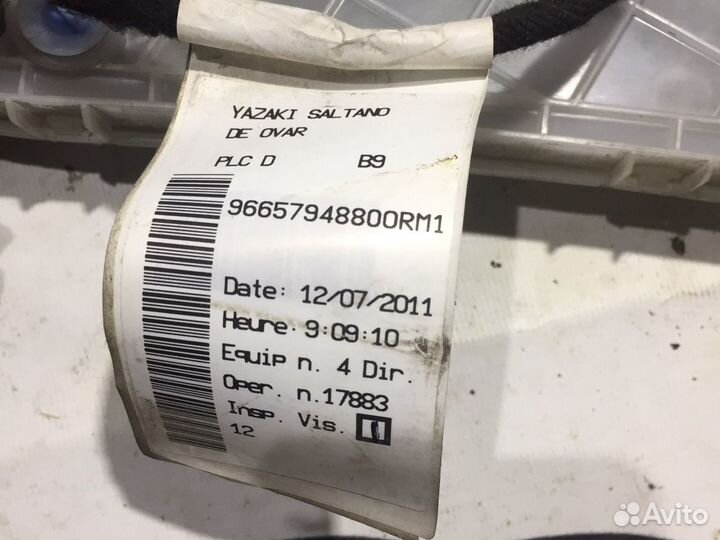 YAZAKI SALTANO
DE OVAR
PLC D B9
96657948800RM1
Date: 12/07/2011
Heure. 9:09:10
Equip n. 4 Dir.
Oper. n.17883
Insp. Vis.
12
Avito